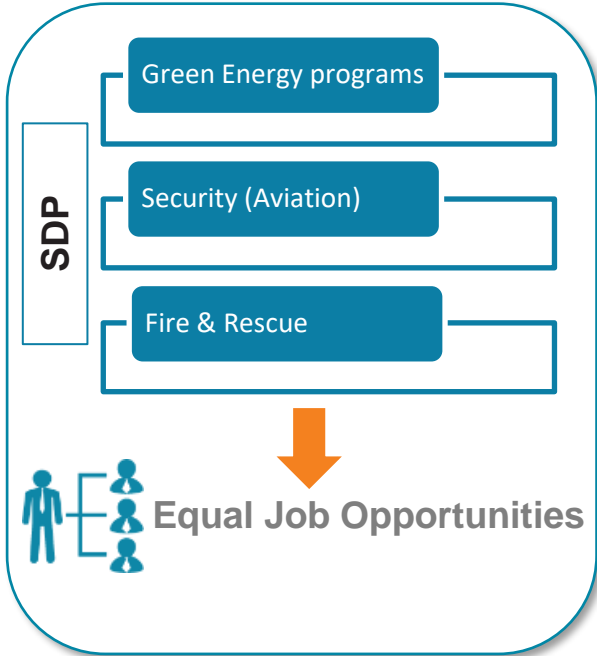 Green Energy programs
SDP
Security (Aviation)
Fire & Rescue
Equal Job Opportunities